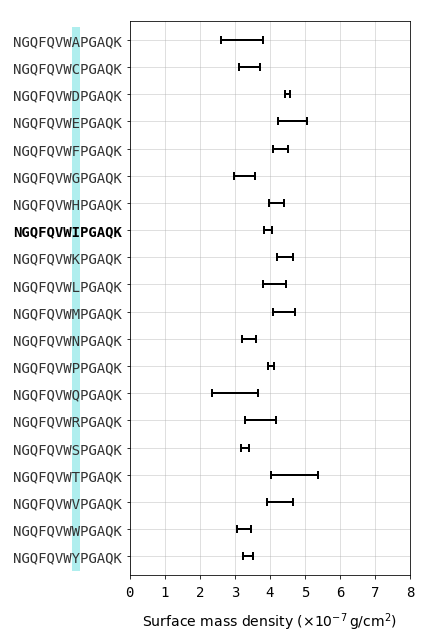 NGQFQVWAPGAQK
NGQFQVWCPGAQK
NGQFQVWDPGAQK
NGQFQVWEPGAQK
NGQFQVWFPGAQK
NGQFQVWGPGAQK
NGQFQVWHPGAQK
NGQFQVWIPGAQK
NGQFQVWKPGAQK
NGQFQVWLPGAQK
NGQFQVWMPGAQK
NGQFQVWNPGAQK
NGQFQVWPPGAQK
NGQFQVWQPGAQK
NGQFQVWRPGAQK
NGQFQVWSPGAQK
NGQFQVWTPGAQK
NGQFQVWVPGAQK
NGQFQVWWPGAQK
NGQFQVWYPGAQK
0 1 2 3 4 5 6 7 8
Surface mass density (×10⁻⁷ g/cm²)